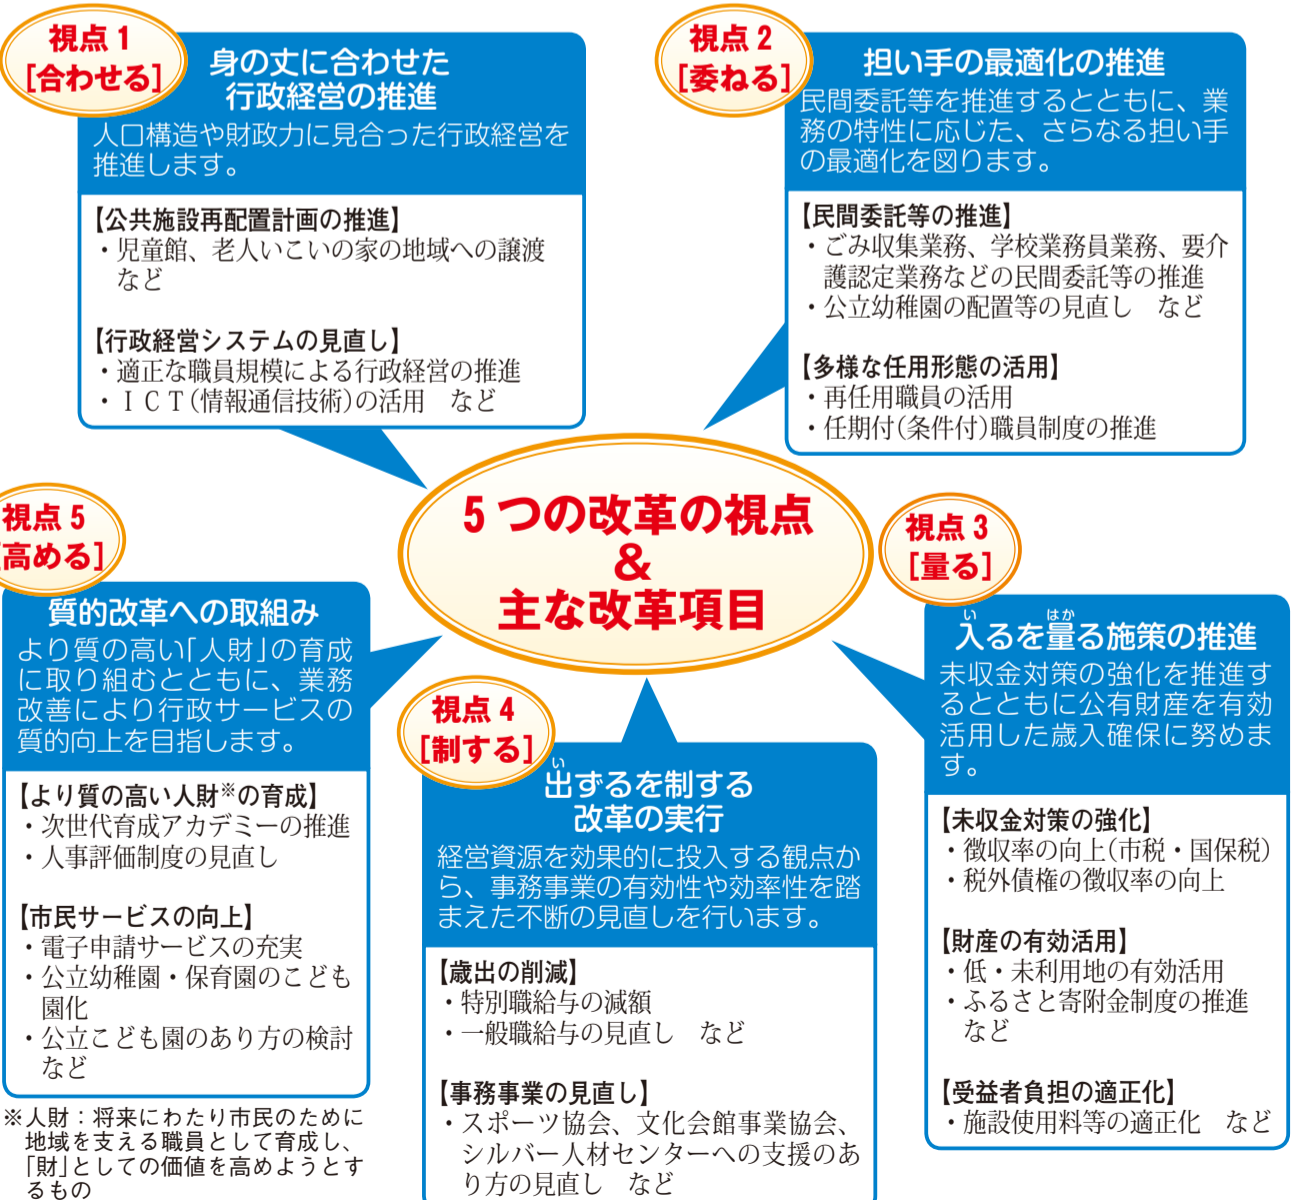 視点1
[合わせる]
身の丈に合わせた
行政経営の推進
人口構造や財政力に見合った行政経営を
推進します。
【公共施設再配置計画の推進】
・児童館、老人いこいの家の地域への譲渡
など
【行政経営システムの見直し】
・適正な職員規模による行政経営の推進
・ＩＣＴ(情報通信技術)の活用　など
視点2
[委ねる]
担い手の最適化の推進
民間委託等を推進するとともに、業
務の特性に応じた、さらなる担い手
の最適化を図ります。
【民間委託等の推進】
・ごみ収集業務、学校業務員業務、要介
護認定業務などの民間委託等の推進
・公立幼稚園の配置等の見直し　など
【多様な任用形態の活用】
・再任用職員の活用
・任期付(条件付)職員制度の推進
5つの改革の視点
&
主な改革項目
視点3
[量る]
い　はか
入るを量る施策の推進
未収金対策の強化を推進す
るとともに公有財産を有効
活用した歳入確保に努めま
す。
【未収金対策の強化】
・徴収率の向上(市税・国保税)
・税外債権の徴収率の向上
【財産の有効活用】
・低・未利用地の有効活用
・ふるさと寄附金制度の推進
など
【受益者負担の適正化】
・施設使用料等の適正化　など
視点4
[制する]
い
出ずるを制する
改革の実行
経営資源を効果的に投入する観点か
ら、事務事業の有効性や効率性を踏
まえた不断の見直しを行います。
【歳出の削減】
・特別職給与の減額
・一般職給与の見直し　など
【事務事業の見直し】
・スポーツ協会、文化会館事業協会、
シルバー人材センターへの支援のあ
り方の見直し　など
視点5
高める]
質的改革への取組み
より質の高い｢人財｣の育成
に取り組むとともに、業務
改善により行政サービスの
質的向上を目指します。
【より質の高い人財※の育成】
・次世代育成アカデミーの推進
・人事評価制度の見直し
【市民サービスの向上】
・電子申請サービスの充実
・公立幼稚園・保育園のこども
園化
・公立こども園のあり方の検討
など
※人財：将来にわたり市民のために
地域を支える職員として育成し、
｢財｣としての価値を高めようとす
るもの